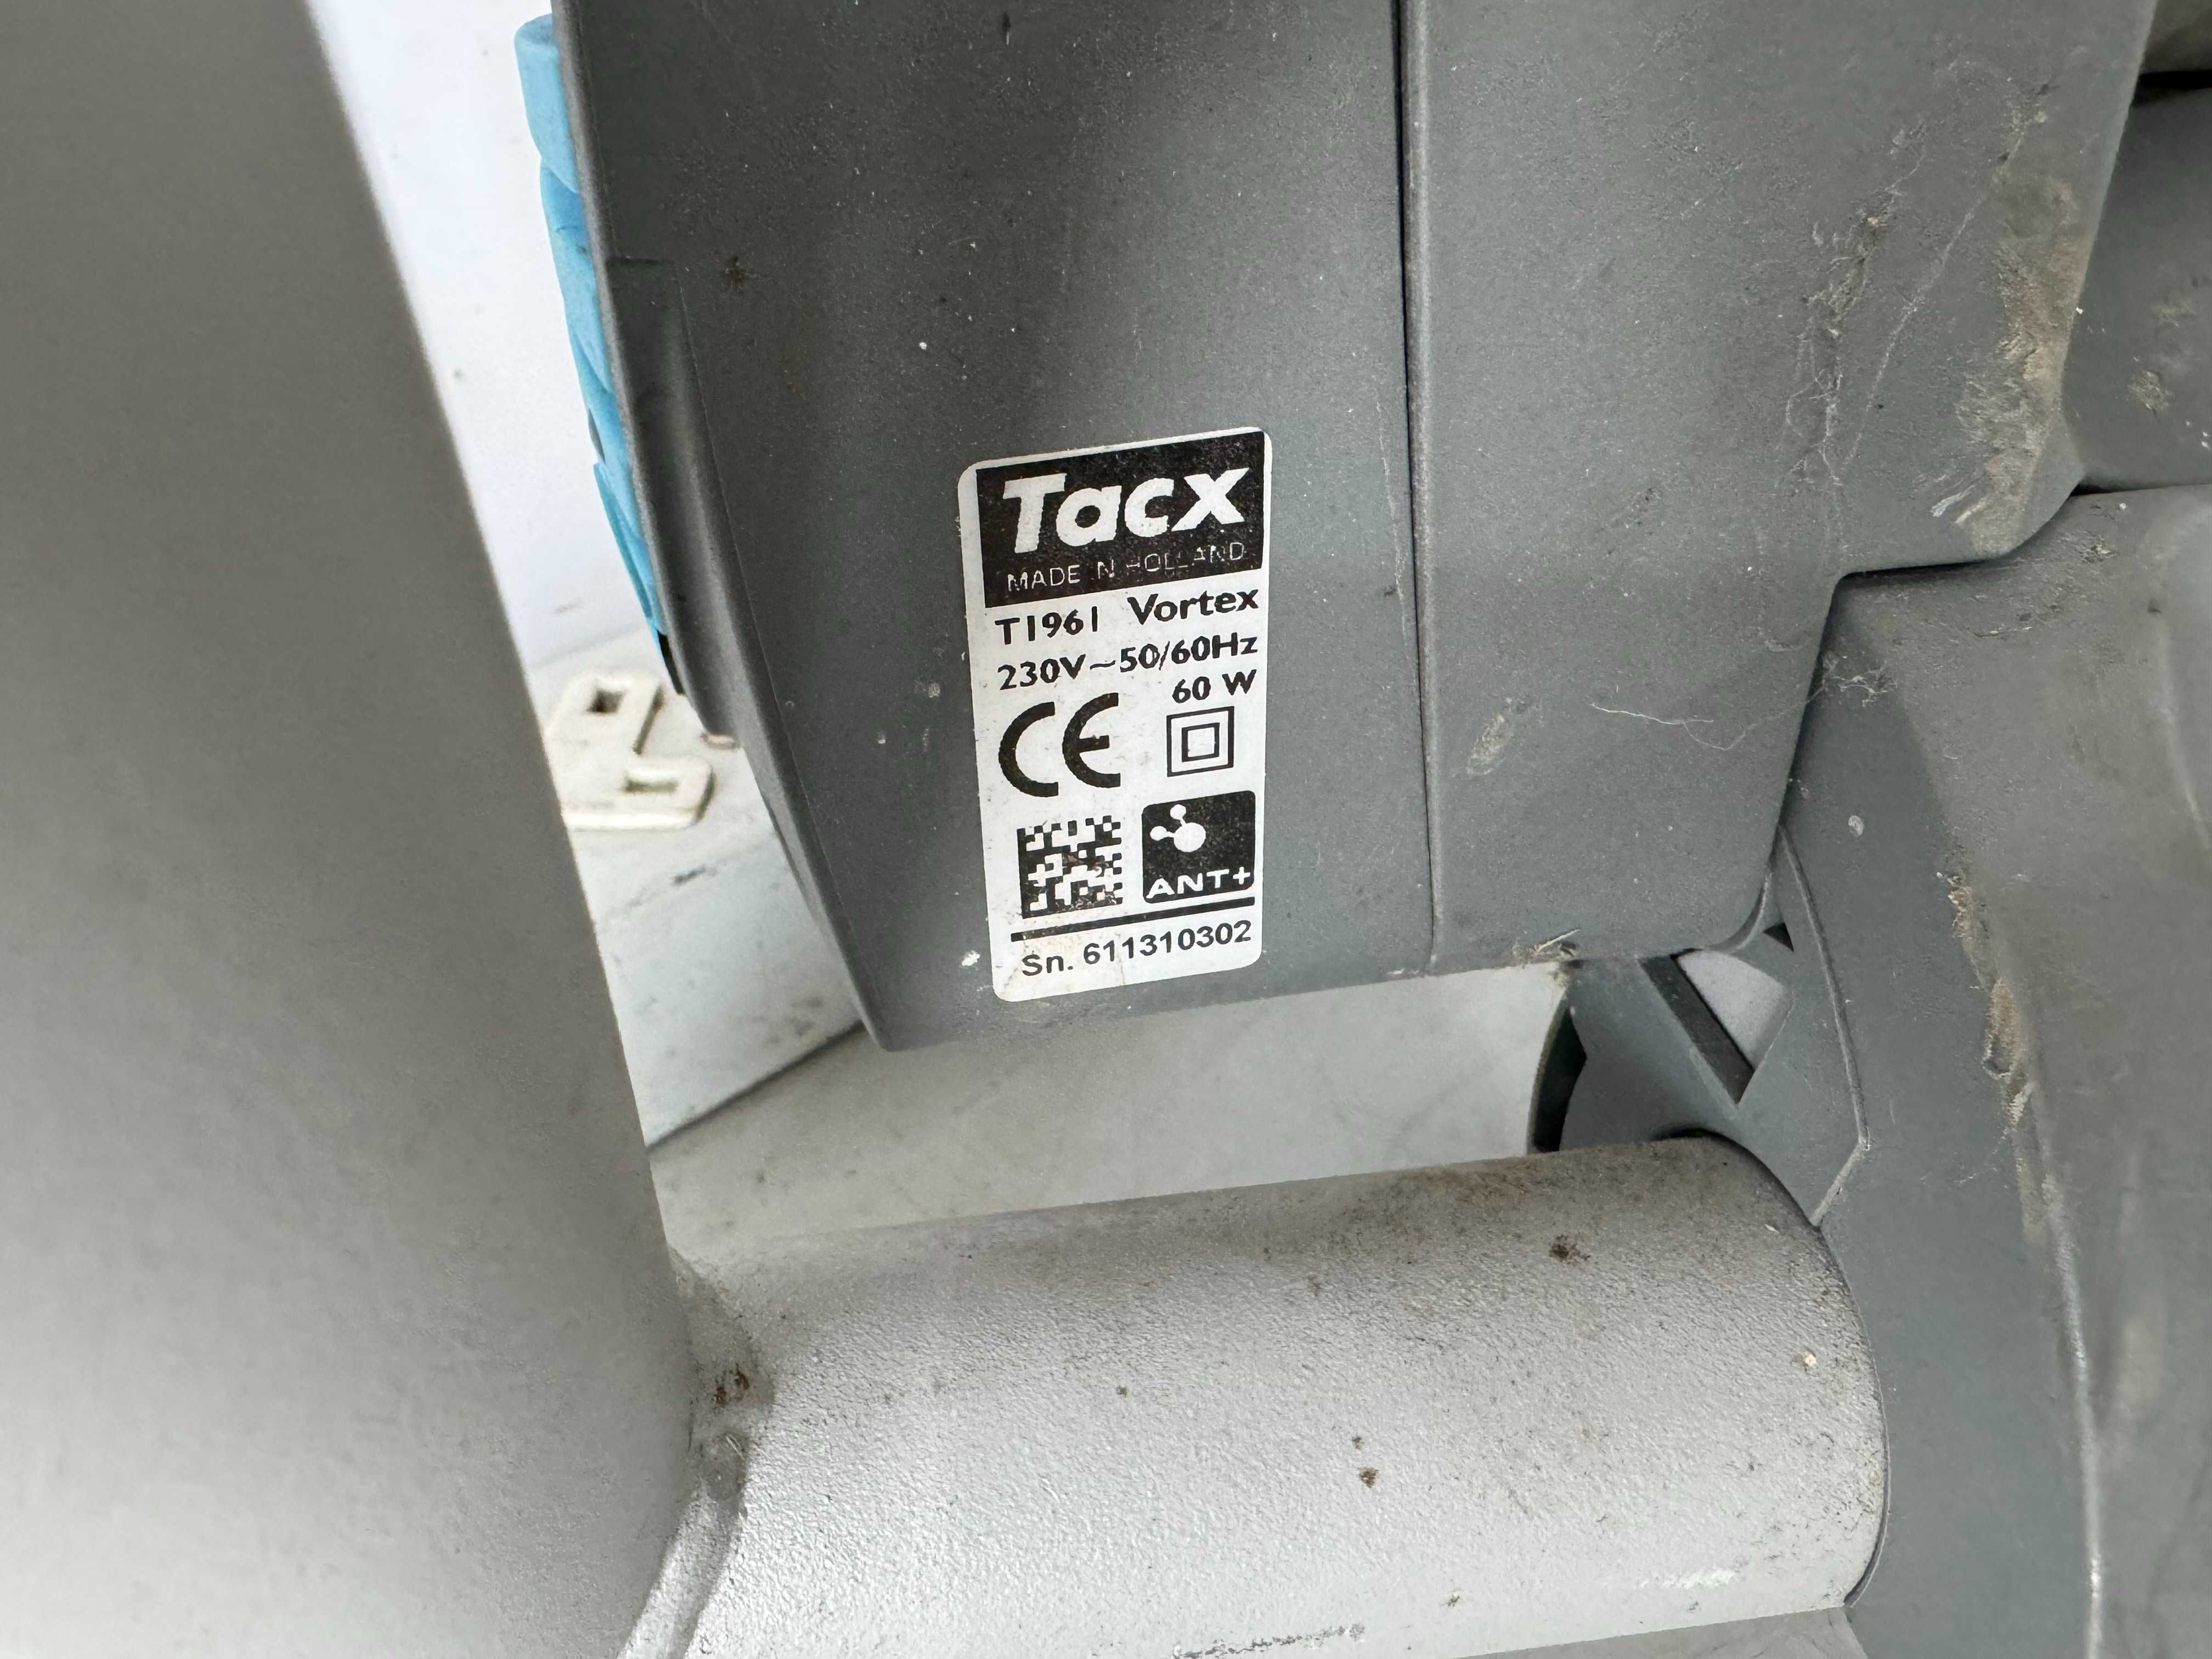 Tacx
MADE IN HOLLAND
T1961 Vortex
230V~50/60Hz
60 W
CE
ANT+
Sn. 611310302